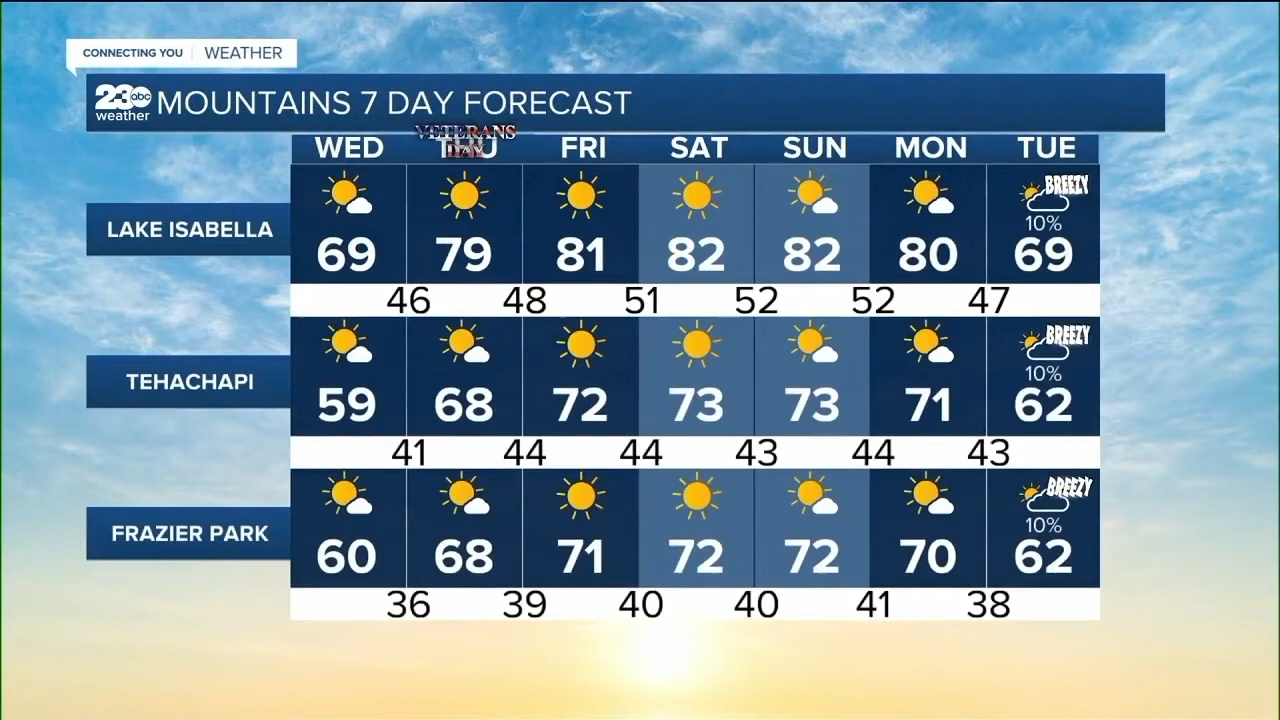 CONNECTING YOU | WEATHER
23 abc
weather
MOUNTAINS 7 DAY FORECAST
VETERANS
DAY
WED THU FRI SAT SUN MON TUE
BREEZY
10%
LAKE ISABELLA
69 79 81 82 82 80 69
46 48 51 52 52 47
BREEZY
10%
TEHACHAPI
59 68 72 73 73 71 62
41 44 44 43 44 43
BREEZY
10%
FRAZIER PARK
60 68 71 72 72 70 62
36 39 40 40 41 38